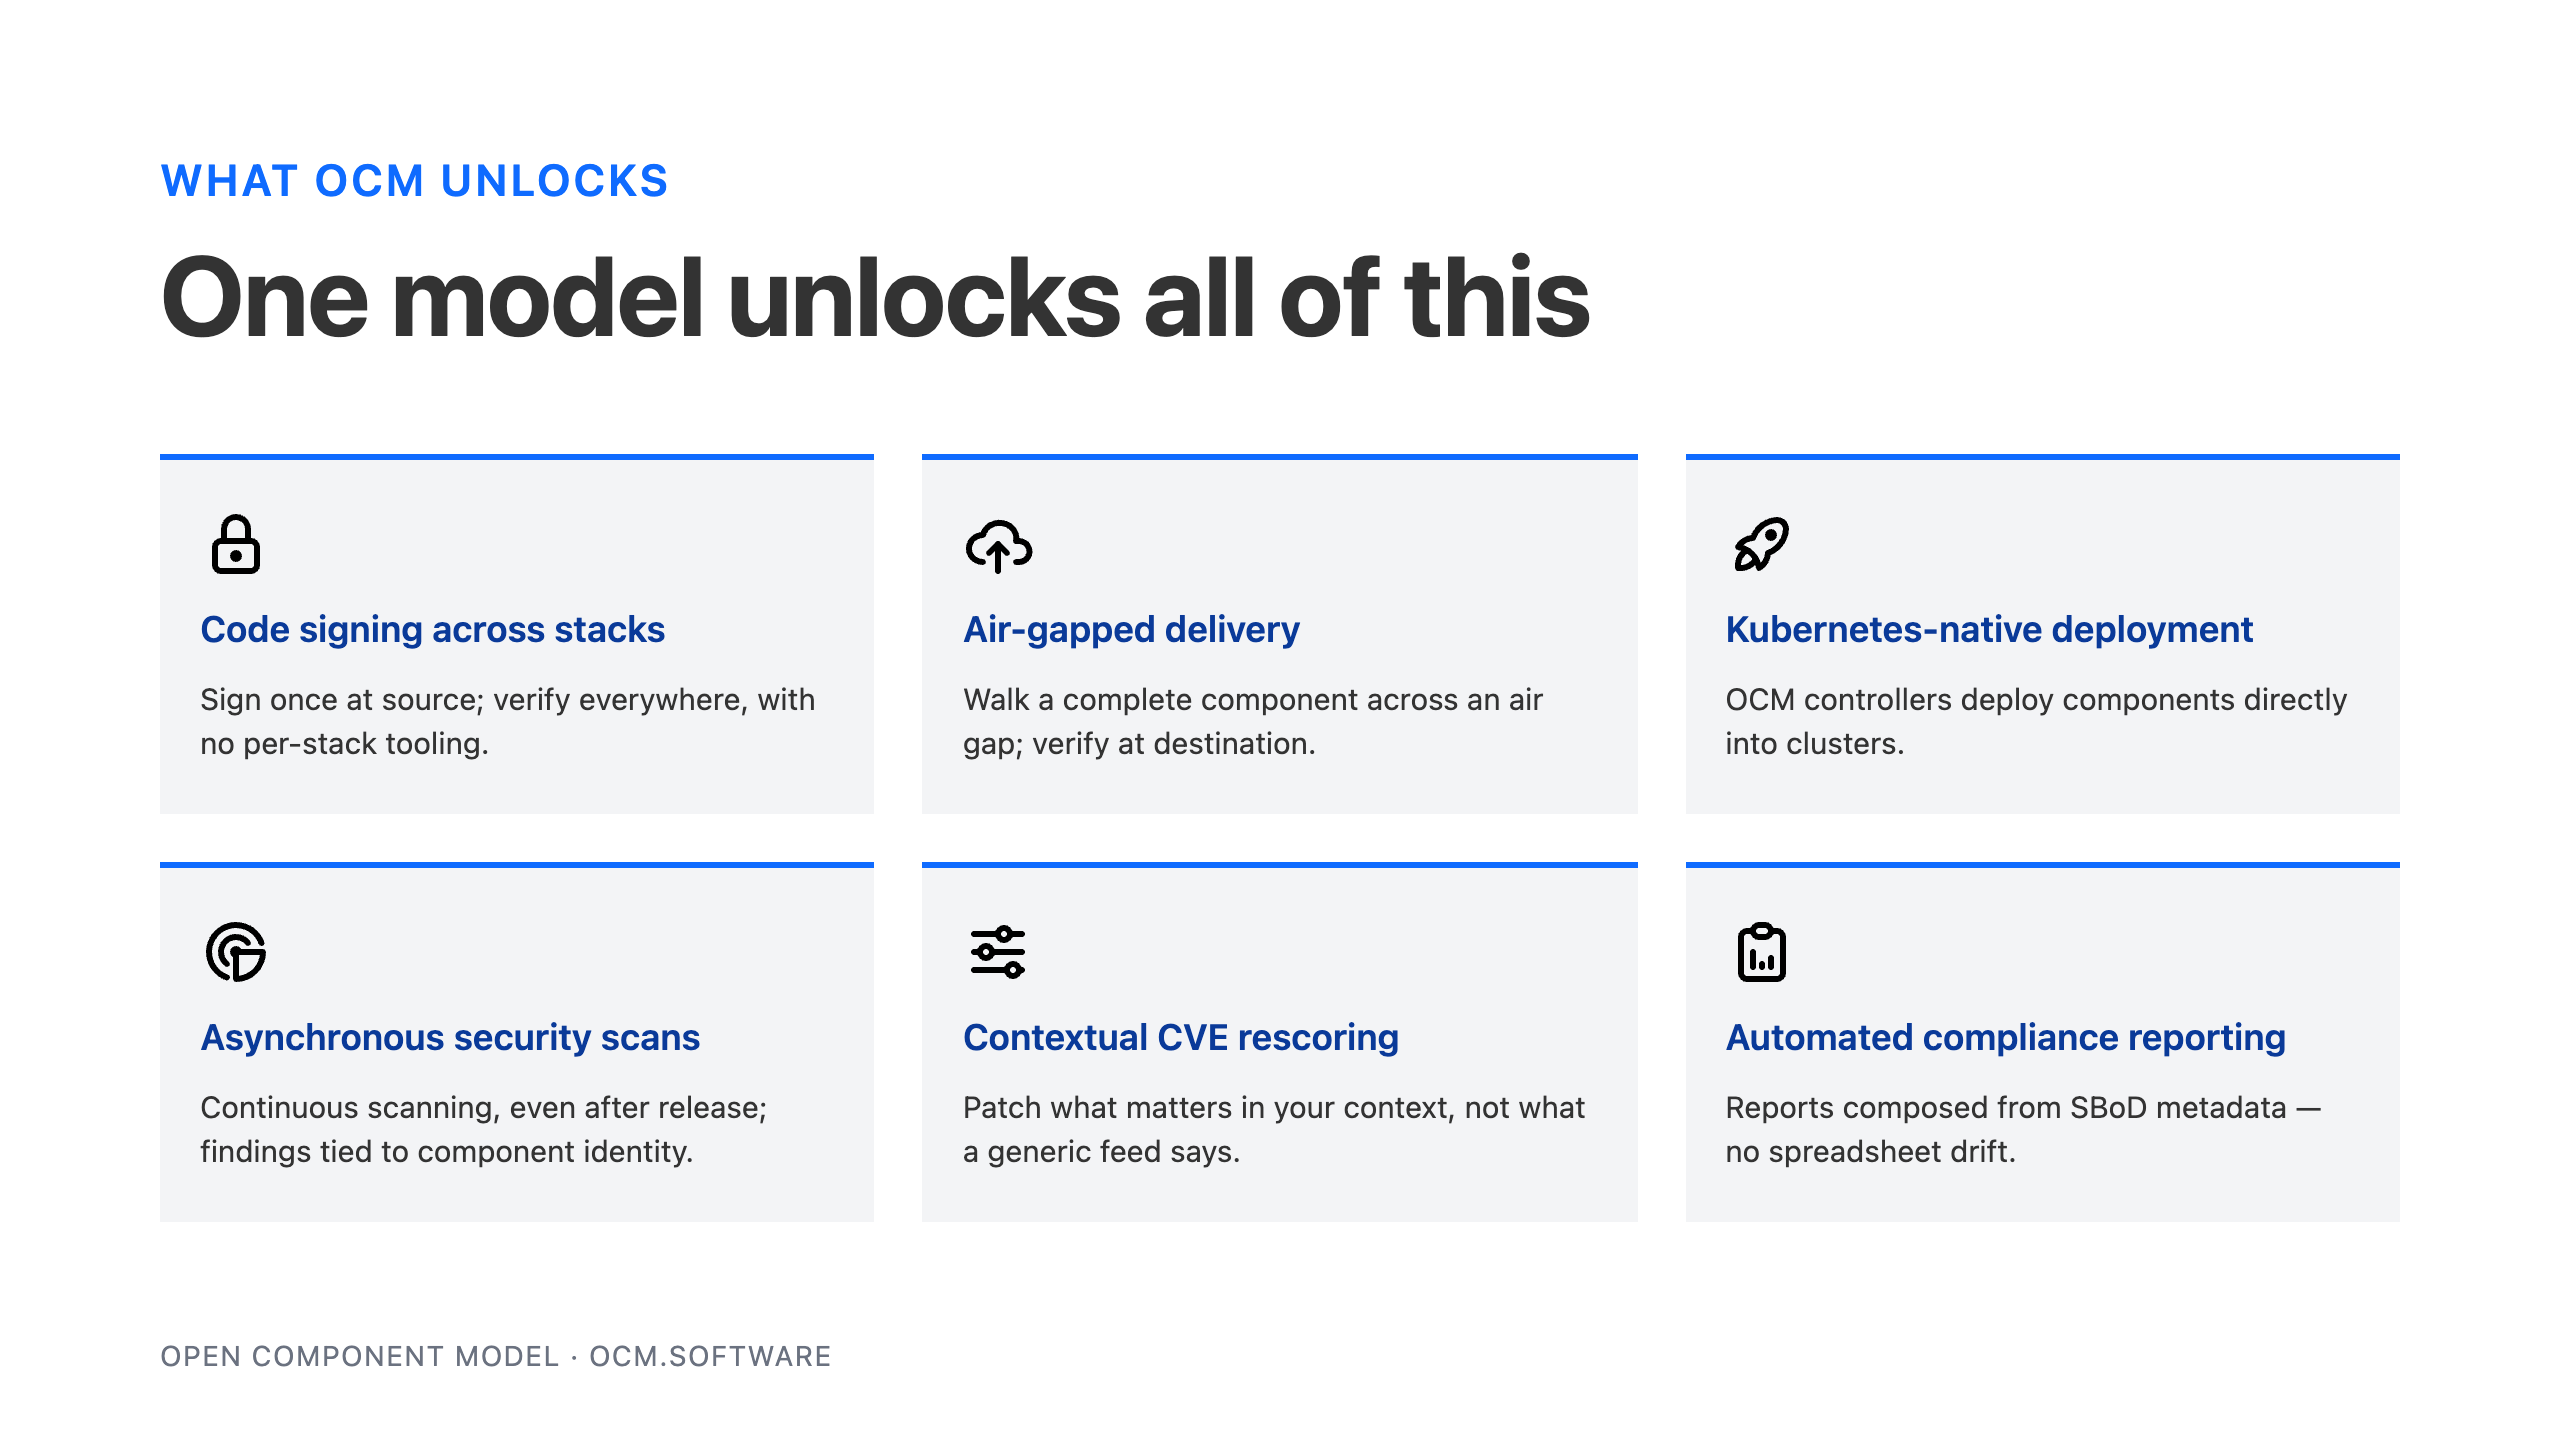 WHAT OCM UNLOCKS
One model unlocks all of this
Code signing across stacks
Sign once at source; verify everywhere, with
no per-stack tooling.
Air-gapped delivery
Walk a complete component across an air
gap; verify at destination.
Kubernetes-native deployment
OCM controllers deploy components directly
into clusters.
Asynchronous security scans
Continuous scanning, even after release;
findings tied to component identity.
Contextual CVE rescoring
Patch what matters in your context, not what
a generic feed says.
Automated compliance reporting
Reports composed from SBoD metadata —
no spreadsheet drift.
OPEN COMPONENT MODEL · OCM.SOFTWARE